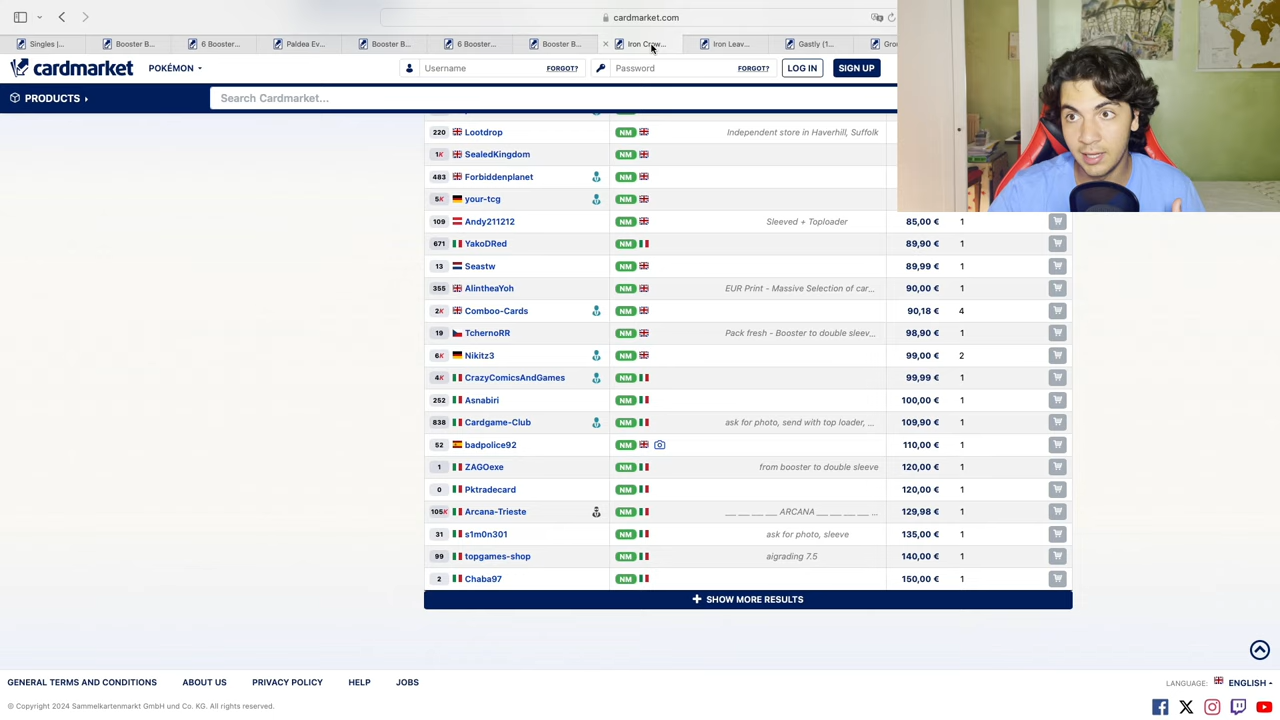 cardmarket.com
Singles |...
Booster B...
6 Booster...
Paldea Ev...
Booster B...
6 Booster...
Booster B...
Iron Crow...
Iron Leav...
Gastly (1...
cardmarket
POKÉMON
Username
FORGOT?
Password
FORGOT?
LOG IN
SIGN UP
PRODUCTS
Search Cardmarket...
220 Lootdrop NM Independent store in Haverhill, Suffolk
1K SealedKingdom NM
483 Forbiddenplanet NM
5K your-tcg NM
109 Andy211212 NM Sleeved + Toploader 85,00 € 1
671 YakoDRed NM 89,90 € 1
13 Seastw NM 89,99 € 1
355 AlintheaYoh NM EUR Print - Massive Selection of car... 90,00 € 1
2K Comboo-Cards NM 90,18 € 4
19 TchernoRR NM Pack fresh - Booster to double sleev... 98,90 € 1
6K Nikitz3 NM 99,00 € 2
4K CrazyComicsAndGames NM 99,99 € 1
252 Asnabiri NM 100,00 € 1
838 Cardgame-Club NM ask for photo, send with top loader, ... 109,90 € 1
52 badpolice92 NM 110,00 € 1
1 ZAGOexe NM from booster to double sleeve 120,00 € 1
0 Pktradecard NM 120,00 € 1
105K Arcana-Trieste NM ___ ___ ___ ___ ARCANA ___ ___ ___ ___ ... 129,98 € 1
31 s1m0n301 NM ask for photo, sleeve 135,00 € 1
99 topgames-shop NM aigrading 7.5 140,00 € 1
2 Chaba97 NM 150,00 € 1
+ SHOW MORE RESULTS
GENERAL TERMS AND CONDITIONS
ABOUT US
PRIVACY POLICY
HELP
JOBS
LANGUAGE:
ENGLISH
© Copyright 2024 Sammelkartenmarkt GmbH und Co. KG. All rights reserved.